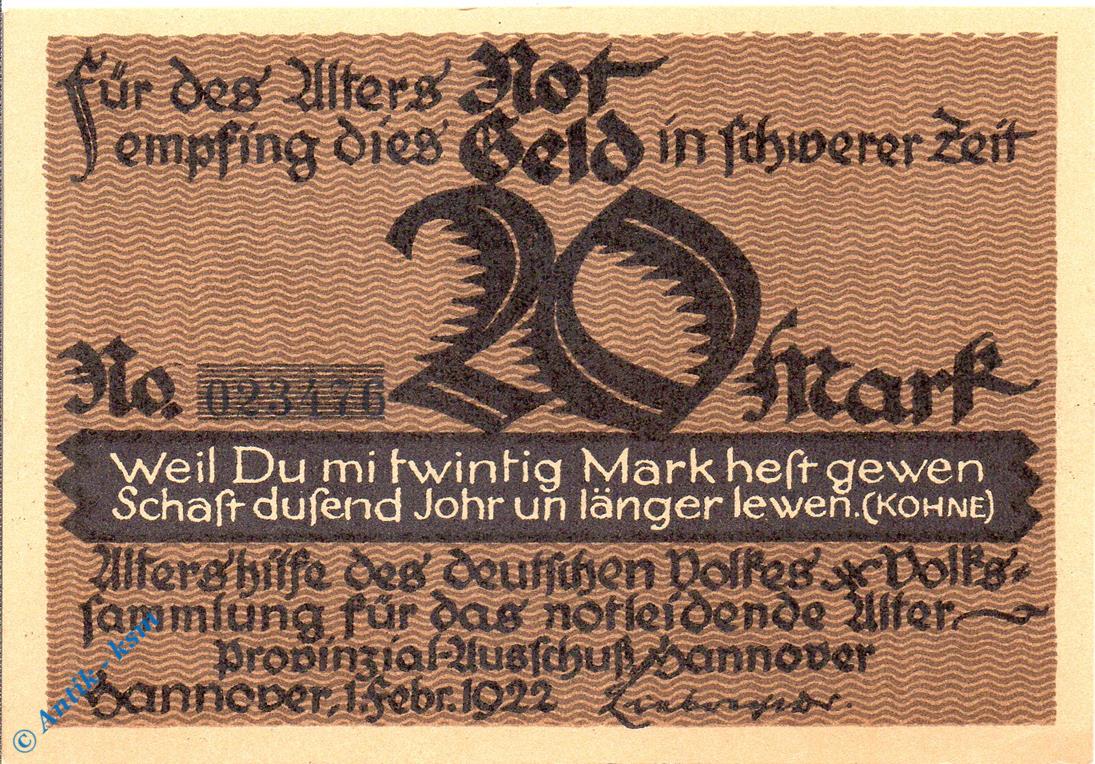 Für des Alters Not
empfing dies Geld in schwerer Zeit
20
No. 023476 Mark
Weil Du mi twintig Mark heſt gewen
Schaſt duſend Johr un länger lewen. (KOHNE)
Altershilfe des deutſchen Volkes Volks-
ſammlung für das notleidende Alter
Provinzial-Ausſchuß Hannover
Hannover, 1. Febr. 1922
© Antik - ksm